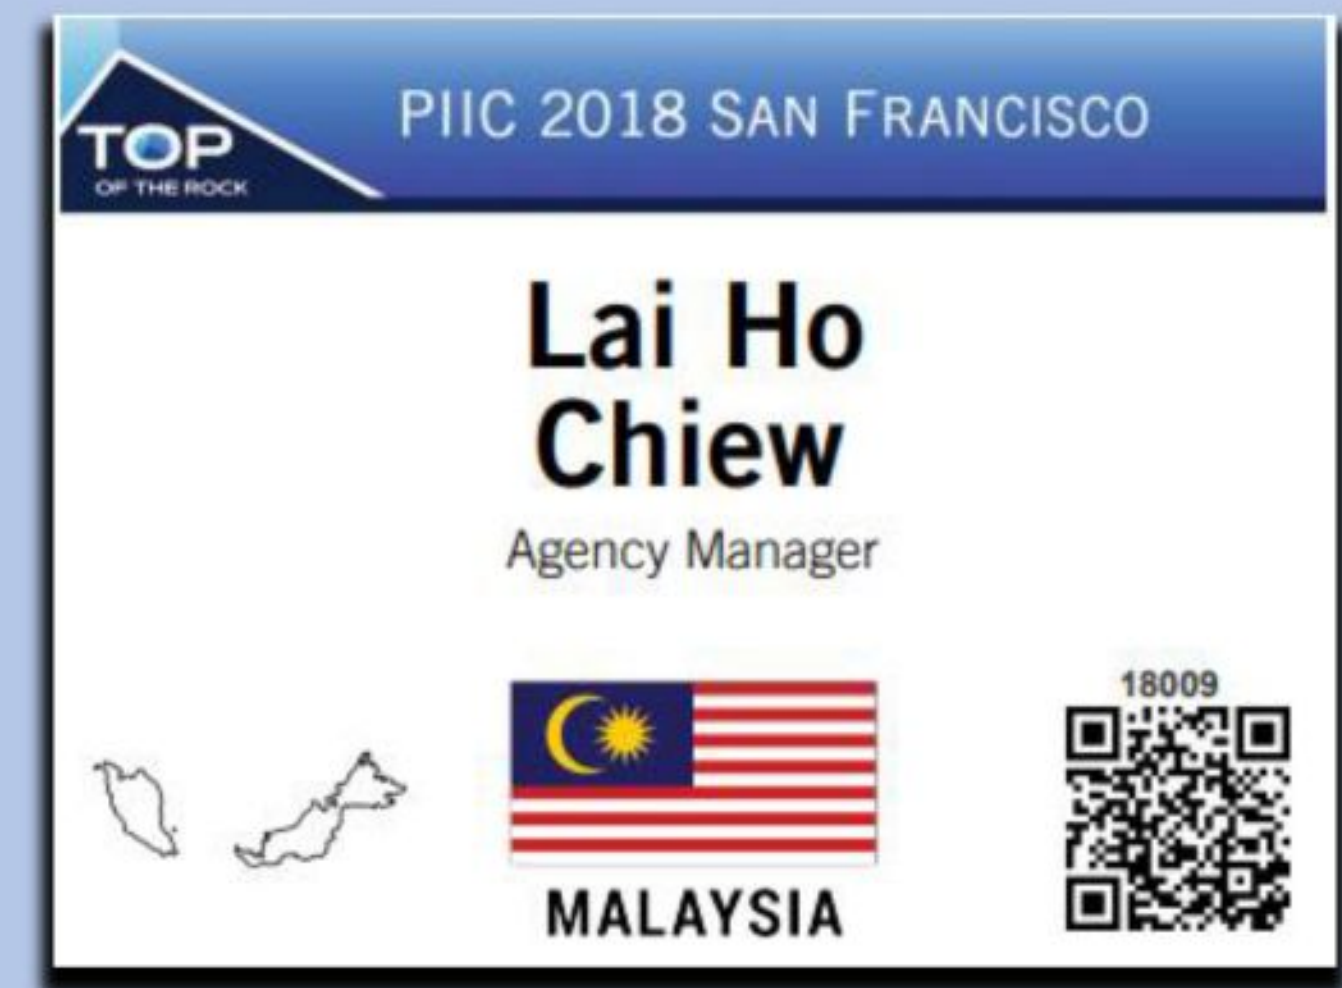 TOP
OF THE ROCK
PIIC 2018 SAN FRANCISCO
Lai Ho
Chiew
Agency Manager
18009
MALAYSIA